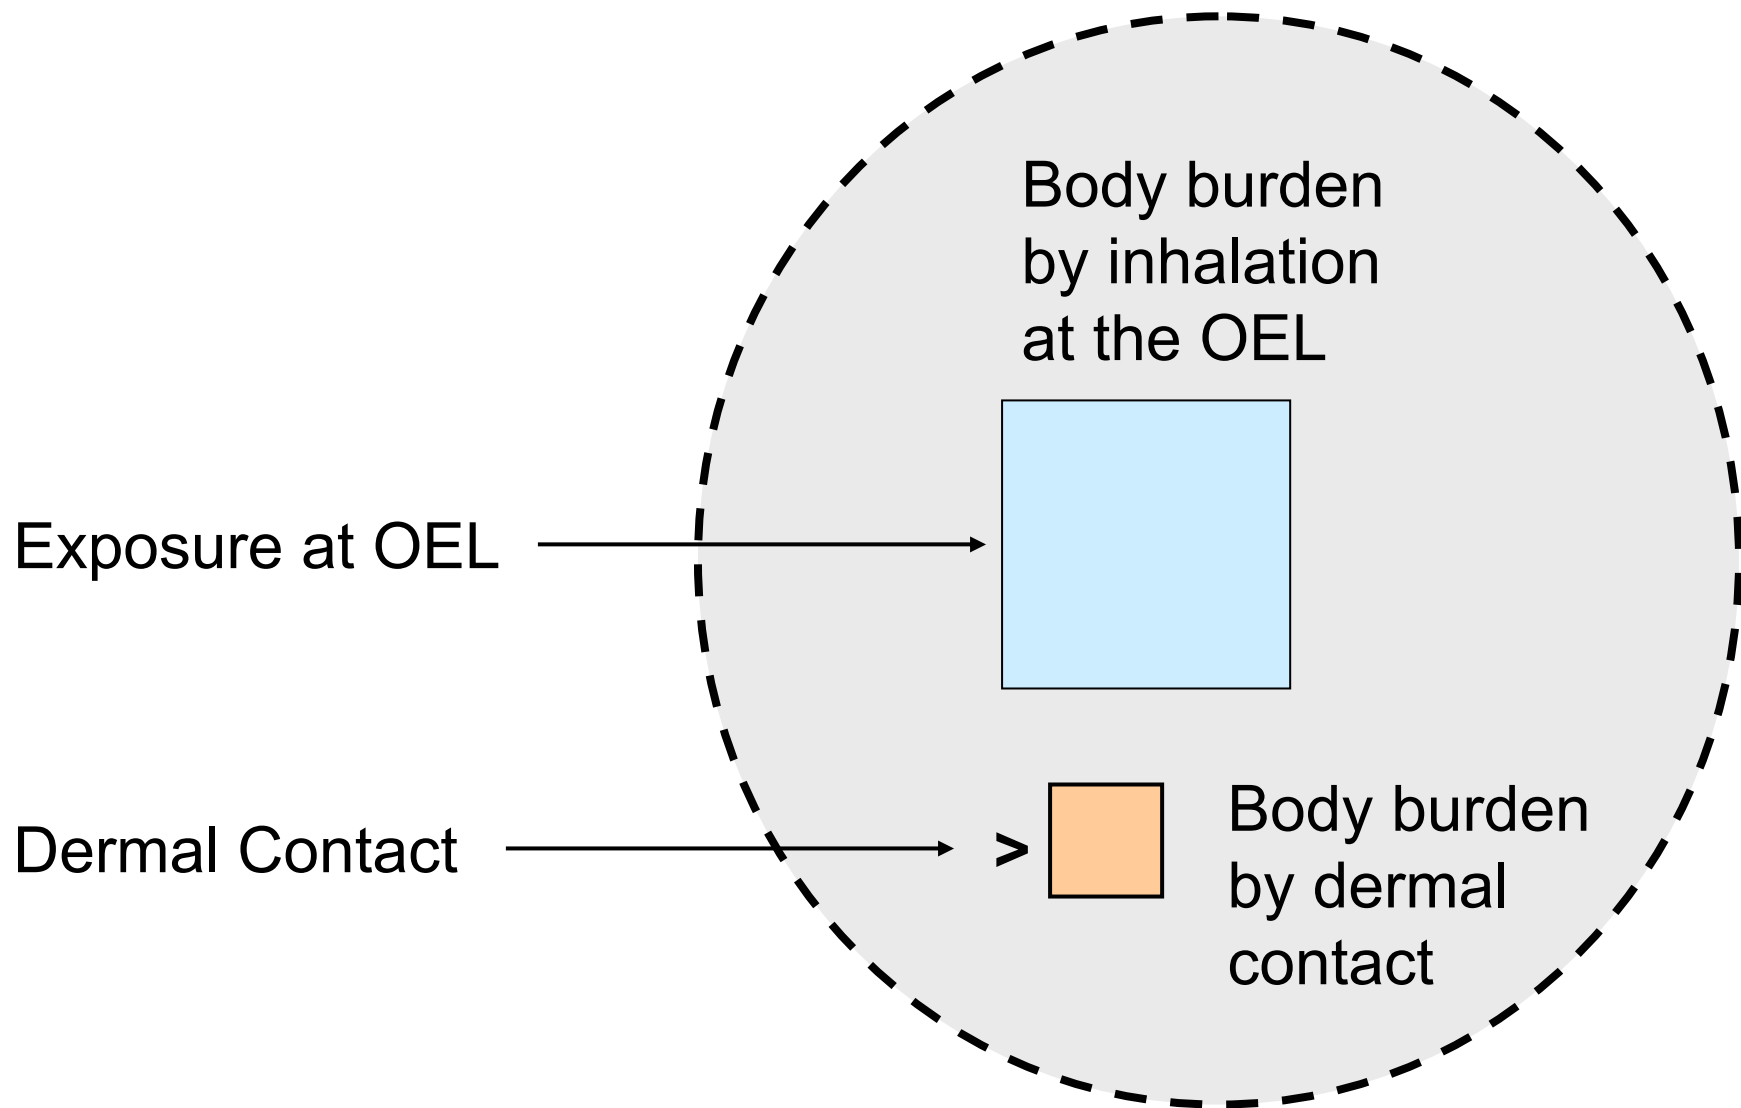 Body burden
by inhalation
at the OEL
Exposure at OEL
Dermal Contact
>
Body burden
by dermal
contact